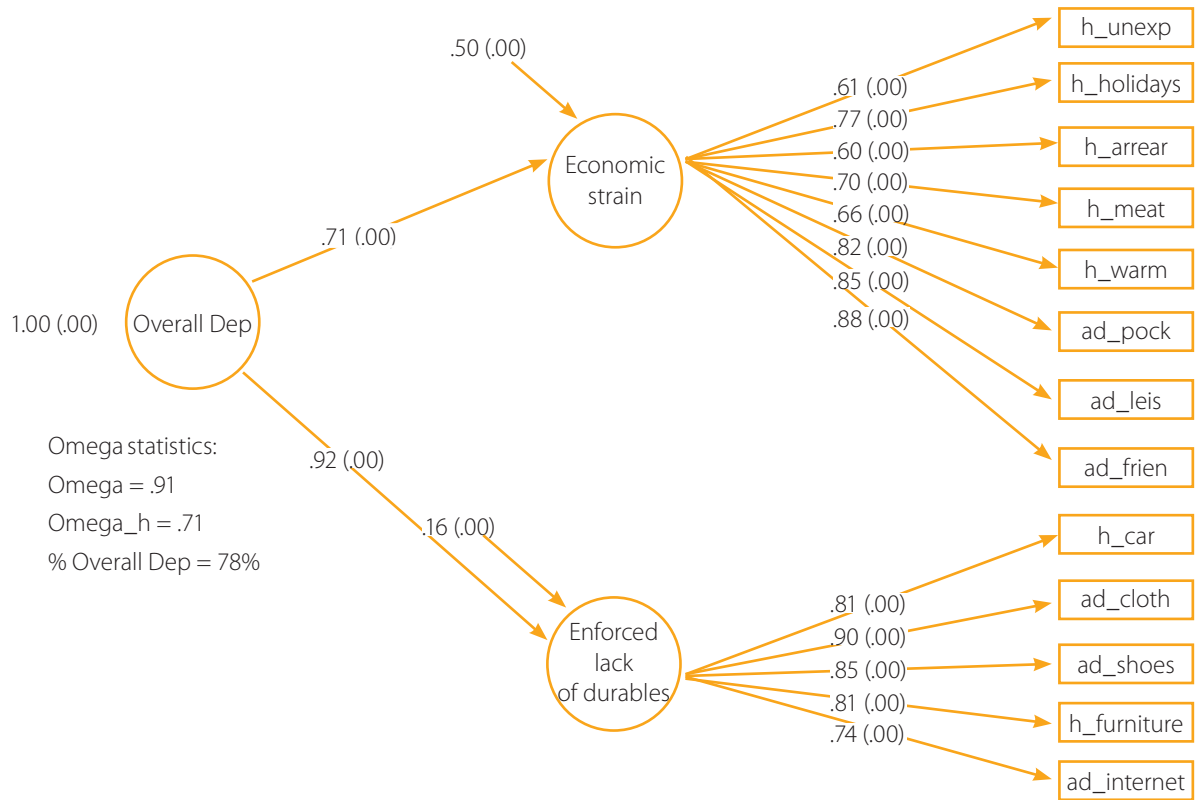 h_unexp
.50 (.00)
h_holidays
.61 (.00)
.77 (.00)
h_arrear
.60 (.00)
Economic
strain
.70 (.00)
h_meat
.66 (.00)
.71 (.00)
.82 (.00)
h_warm
.85 (.00)
1.00 (.00)
Overall Dep
.88 (.00)
ad_pock
ad_leis
Omega statistics:
.92 (.00)
ad_frien
Omega = .91
Omega_h = .71
.16 (.00)
h_car
% Overall Dep = 78%
.81 (.00)
ad_cloth
Enforced
lack
of durables
.90 (.00)
.85 (.00)
ad_shoes
.81 (.00)
h_furniture
.74 (.00)
ad_internet